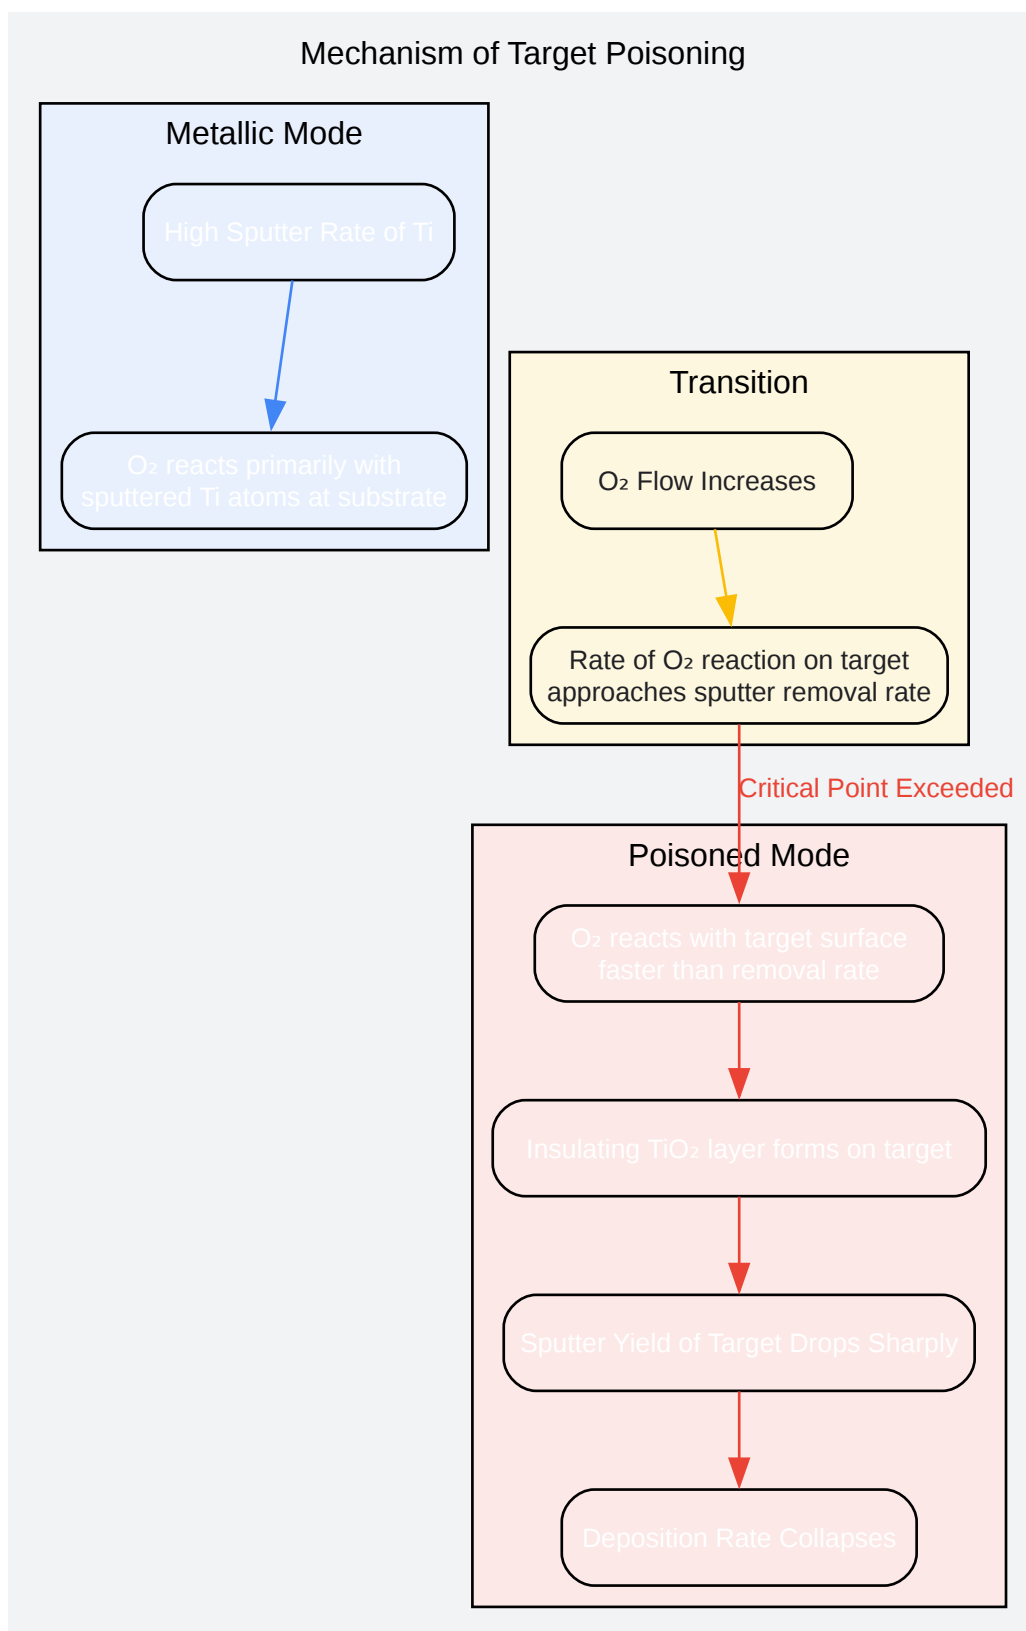 Mechanism of Target Poisoning
Metallic Mode
High Sputter Rate of Ti
O₂ reacts primarily with
sputtered Ti atoms at substrate
Transition
O₂ Flow Increases
Rate of O₂ reaction on target
approaches sputter removal rate
Critical Point Exceeded
Poisoned Mode
O₂ reacts with target surface
faster than removal rate
Insulating TiO₂ layer forms on target
Sputter Yield of Target Drops Sharply
Deposition Rate Collapses